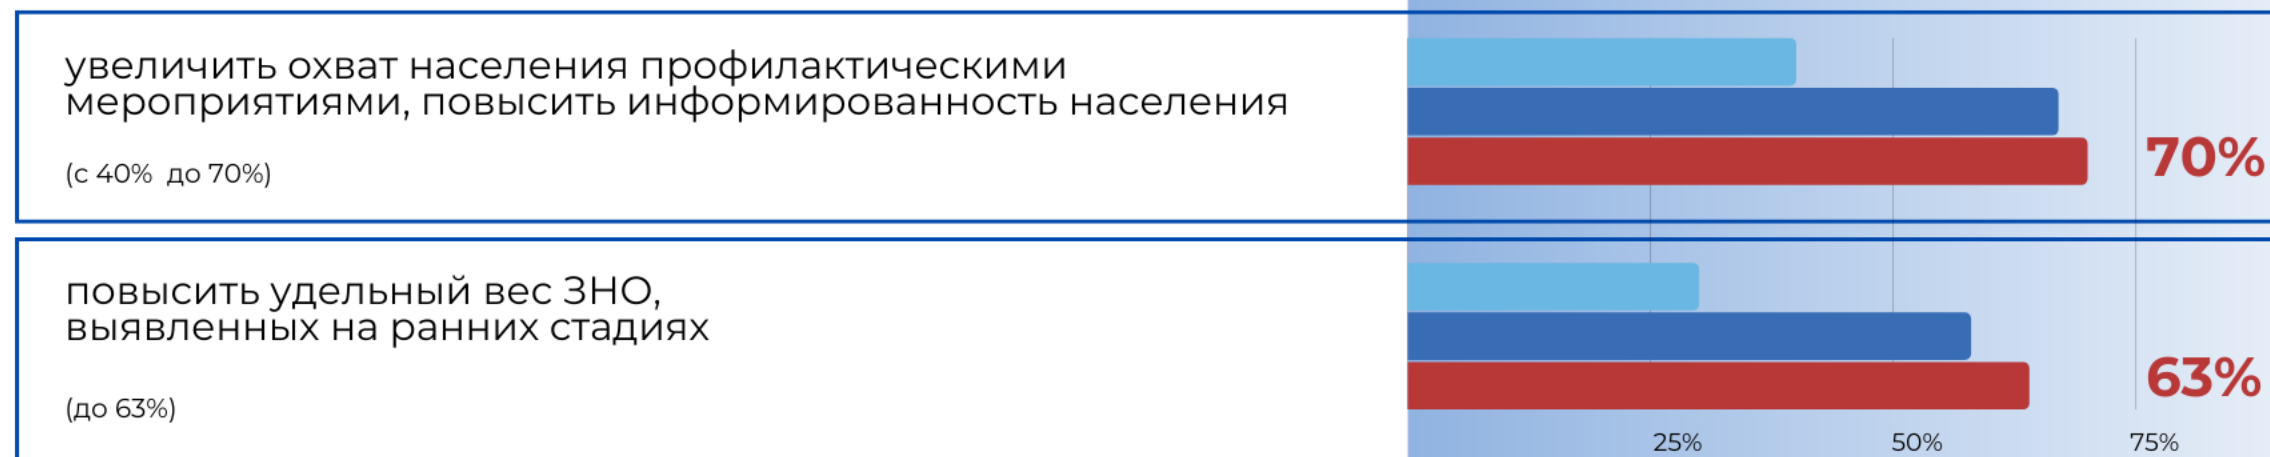 увеличить охват населения профилактическими
мероприятиями, повысить информированность населения
(с 40% до 70%)
70%
повысить удельный вес ЗНО,
выявленных на ранних стадиях
(до 63%)
63%
25% 50% 75%